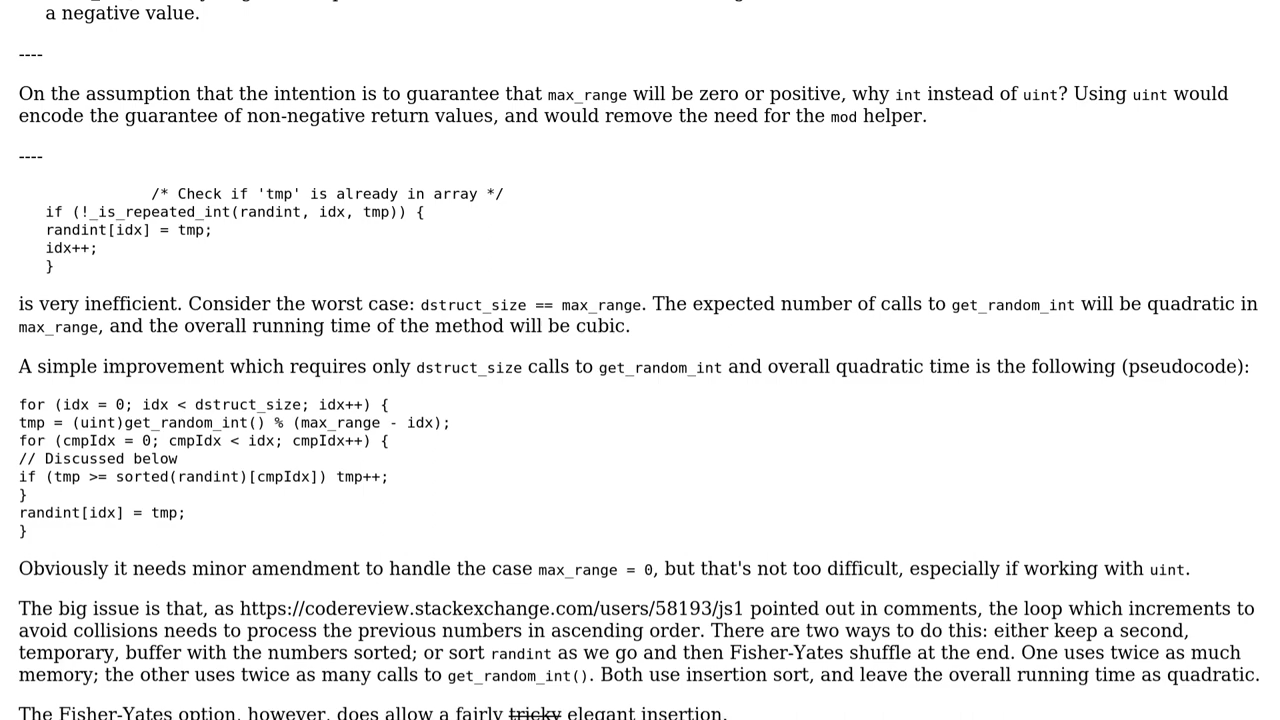 a negative value.
----
On the assumption that the intention is to guarantee that max_range will be zero or positive, why int instead of uint? Using uint would
encode the guarantee of non-negative return values, and would remove the need for the mod helper.
----
/* Check if 'tmp' is already in array */
if (!_is_repeated_int(randint, idx, tmp)) {
randint[idx] = tmp;
idx++;
}
is very inefficient. Consider the worst case: dstruct_size == max_range. The expected number of calls to get_random_int will be quadratic in
max_range, and the overall running time of the method will be cubic.
A simple improvement which requires only dstruct_size calls to get_random_int and overall quadratic time is the following (pseudocode):
for (idx = 0; idx < dstruct_size; idx++) {
tmp = (uint)get_random_int() % (max_range - idx);
for (cmpIdx = 0; cmpIdx < idx; cmpIdx++) {
// Discussed below
if (tmp >= sorted(randint)[cmpIdx]) tmp++;
}
randint[idx] = tmp;
}
Obviously it needs minor amendment to handle the case max_range = 0, but that's not too difficult, especially if working with uint.
The big issue is that, as https://codereview.stackexchange.com/users/58193/js1 pointed out in comments, the loop which increments to
avoid collisions needs to process the previous numbers in ascending order. There are two ways to do this: either keep a second,
temporary, buffer with the numbers sorted; or sort randint as we go and then Fisher-Yates shuffle at the end. One uses twice as much
memory; the other uses twice as many calls to get_random_int(). Both use insertion sort, and leave the overall running time as quadratic.
The Fisher-Yates option, however, does allow a fairly tricky elegant insertion.